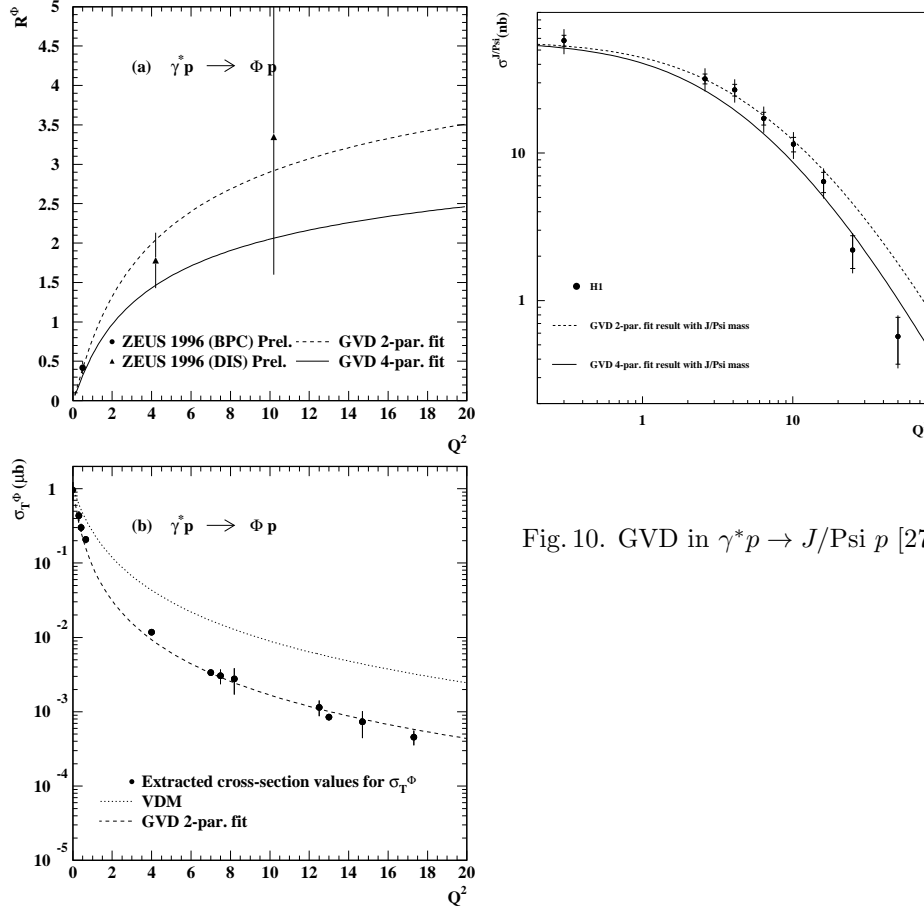 R^Φ
5
4.5
4
3.5
3
2.5
2
1.5
1
0.5
0
(a) γ*p → Φ p
ZEUS 1996 (BPC) Prel.
ZEUS 1996 (DIS) Prel.
GVD 2-par. fit
GVD 4-par. fit
0 2 4 6 8 10 12 14 16 18 20
Q²
σ^J/Psi (nb)
10
1
H1
GVD 2-par. fit result with J/Psi mass
GVD 4-par. fit result with J/Psi mass
1 10
Q
Fig. 10. GVD in γ*p → J/Psi p [27
σ_T^Φ (μb)
1
10^-1
10^-2
10^-3
10^-4
10^-5
(b) γ*p → Φ p
Extracted cross-section values for σ_T^Φ
VDM
GVD 2-par. fit
0 2 4 6 8 10 12 14 16 18 20
Q²